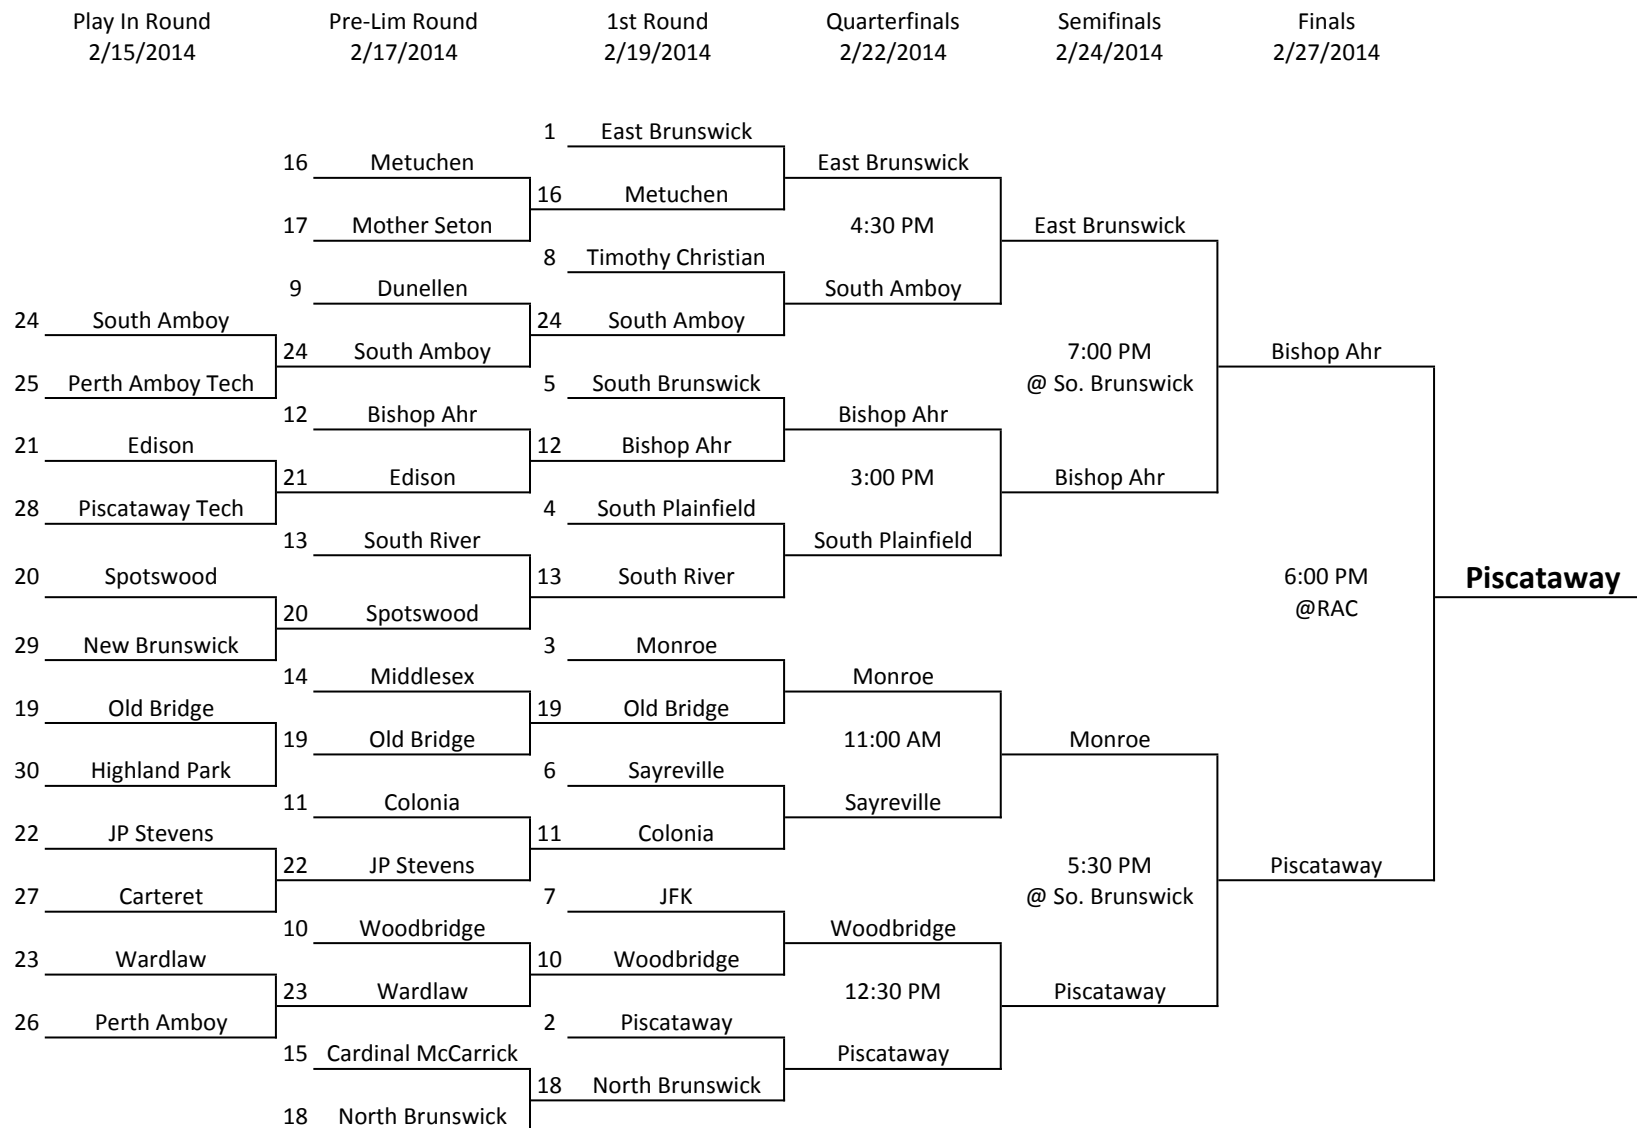 Play In Round Pre-Lim Round 1st Round Quarterfinals Semifinals Finals
2/15/2014 2/17/2014 2/19/2014 2/22/2014 2/24/2014 2/27/2014
1 East Brunswick
16 Metuchen East Brunswick
16 Metuchen
17 Mother Seton 4:30 PM East Brunswick
8 Timothy Christian
9 Dunellen South Amboy
24 South Amboy 24 South Amboy
24 South Amboy 7:00 PM Bishop Ahr
25 Perth Amboy Tech 5 South Brunswick @ So. Brunswick
12 Bishop Ahr Bishop Ahr
21 Edison 12 Bishop Ahr
21 Edison 3:00 PM Bishop Ahr
28 Piscataway Tech 4 South Plainfield
13 South River South Plainfield
20 Spotswood 13 South River 6:00 PM Piscataway
20 Spotswood @RAC
29 New Brunswick 3 Monroe
14 Middlesex Monroe
19 Old Bridge 19 Old Bridge
19 Old Bridge 11:00 AM Monroe
30 Highland Park 6 Sayreville
11 Colonia Sayreville
22 JP Stevens 11 Colonia
22 JP Stevens 5:30 PM Piscataway
27 Carteret 7 JFK @ So. Brunswick
10 Woodbridge Woodbridge
23 Wardlaw 10 Woodbridge
23 Wardlaw 12:30 PM Piscataway
26 Perth Amboy 2 Piscataway
15 Cardinal McCarrick Piscataway
18 North Brunswick
18 North Brunswick